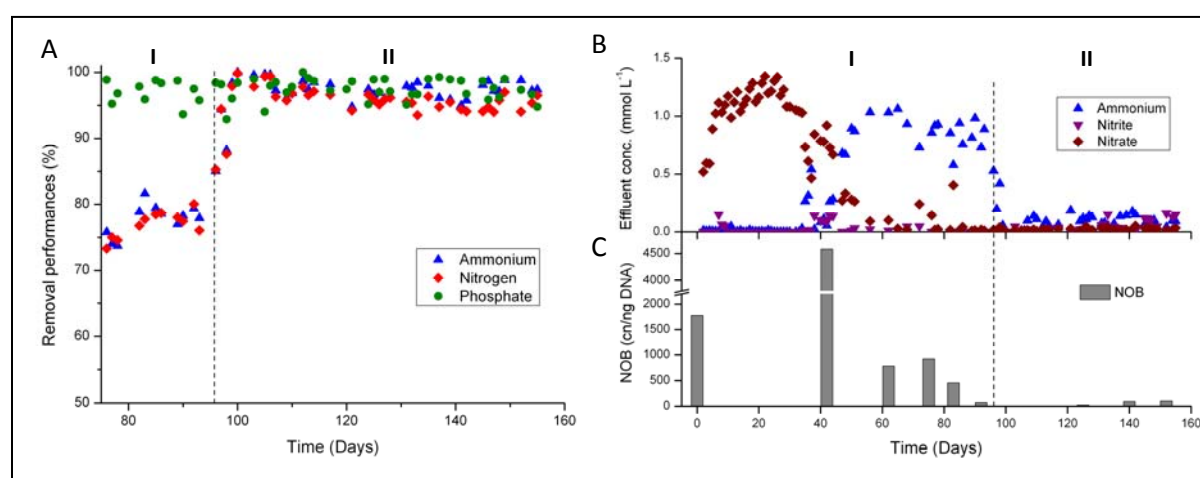 A
I
II
Removal performances (%)
100
90
80
70
60
50
Ammonium
Nitrogen
Phosphate
80
100
120
140
160
Time (Days)
B
I
II
Effluent conc. (mmol L-1)
1.5
1.0
0.5
0.0
Ammonium
Nitrite
Nitrate
C
NOB (cn/ng DNA)
4500
4000
2000
1500
1000
500
0
NOB
0
20
40
60
80
100
120
140
160
Time (Days)